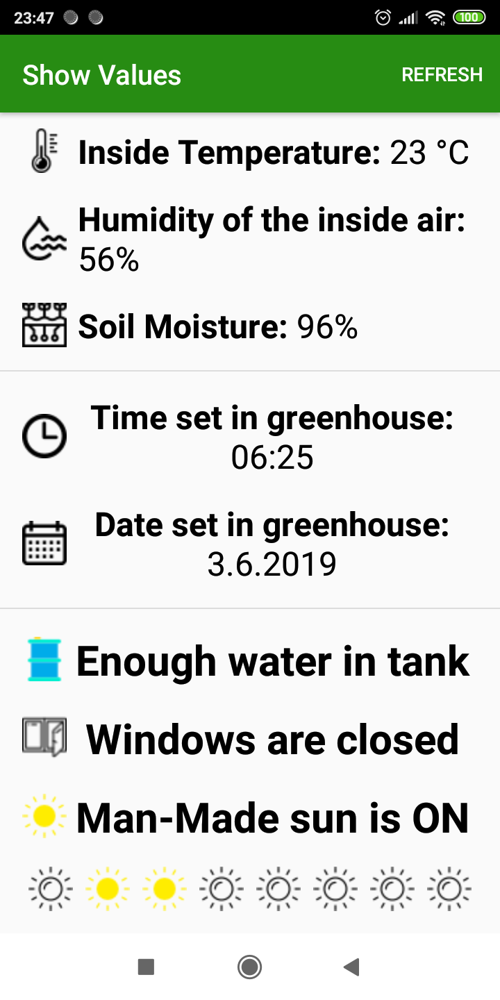 23:47 100
Show Values REFRESH
Inside Temperature: 23 °C
Humidity of the inside air:
56%
Soil Moisture: 96%
Time set in greenhouse:
06:25
Date set in greenhouse:
3.6.2019
Enough water in tank
Windows are closed
Man-Made sun is ON